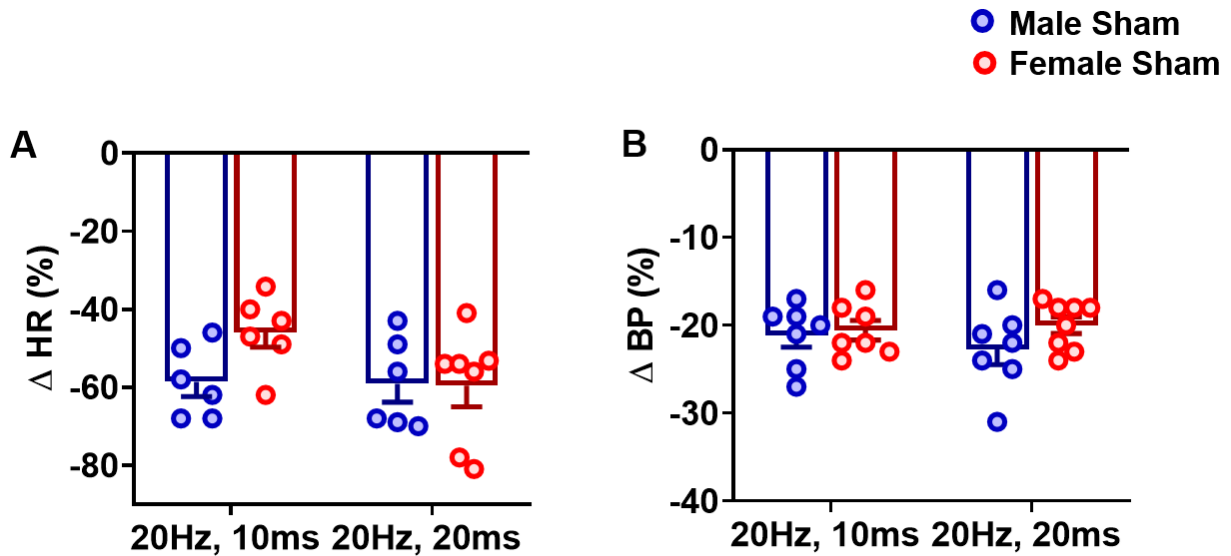 Male Sham
Female Sham
A
0
-20
-40
-60
-80
Δ HR (%)
20Hz, 10ms 20Hz, 20ms
B
0
-10
-20
-30
-40
Δ BP (%)
20Hz, 10ms 20Hz, 20ms